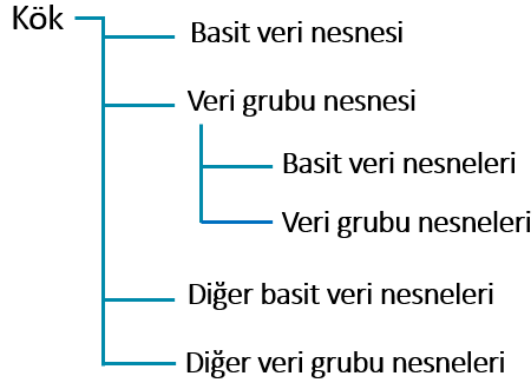 Kök
Basit veri nesnesi
Veri grubu nesnesi
Basit veri nesneleri
Veri grubu nesneleri
Diğer basit veri nesneleri
Diğer veri grubu nesneleri